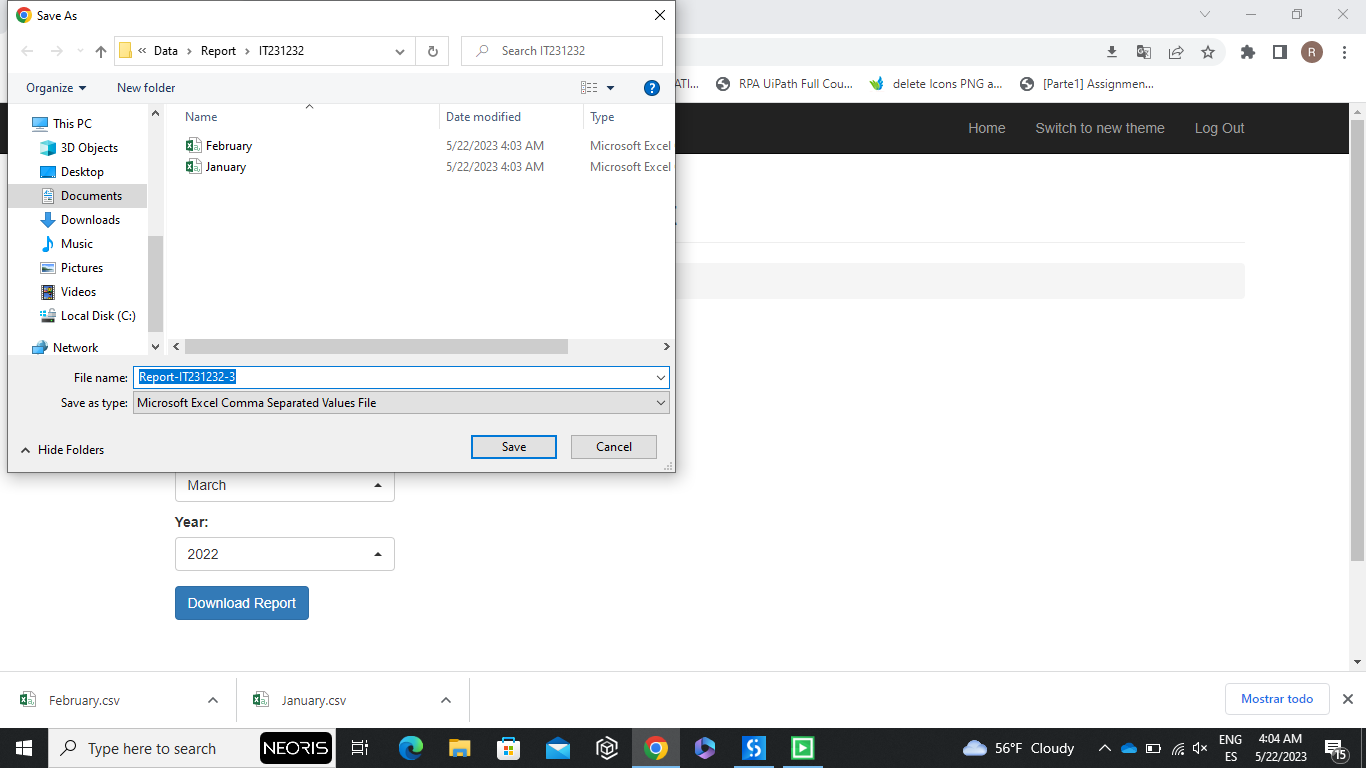 Save As
Data
Report
IT231232
Search IT231232
Organize
New folder
This PC
3D Objects
Desktop
Documents
Downloads
Music
Pictures
Videos
Local Disk (C:)
Network
Name
Date modified
Type
February
5/22/2023 4:03 AM
Microsoft Excel
January
5/22/2023 4:03 AM
Microsoft Excel
File name:
Report-IT231232-3
Save as type:
Microsoft Excel Comma Separated Values File
Hide Folders
Save
Cancel
R
ATI...
RPA UiPath Full Cou...
delete Icons PNG a...
[Parte1] Assignmen...
Home
Switch to new theme
Log Out
March
Year:
2022
Download Report
February.csv
January.csv
Mostrar todo
Type here to search
NEORIS
56°F Cloudy
ENG
ES
4:04 AM
5/22/2023
15